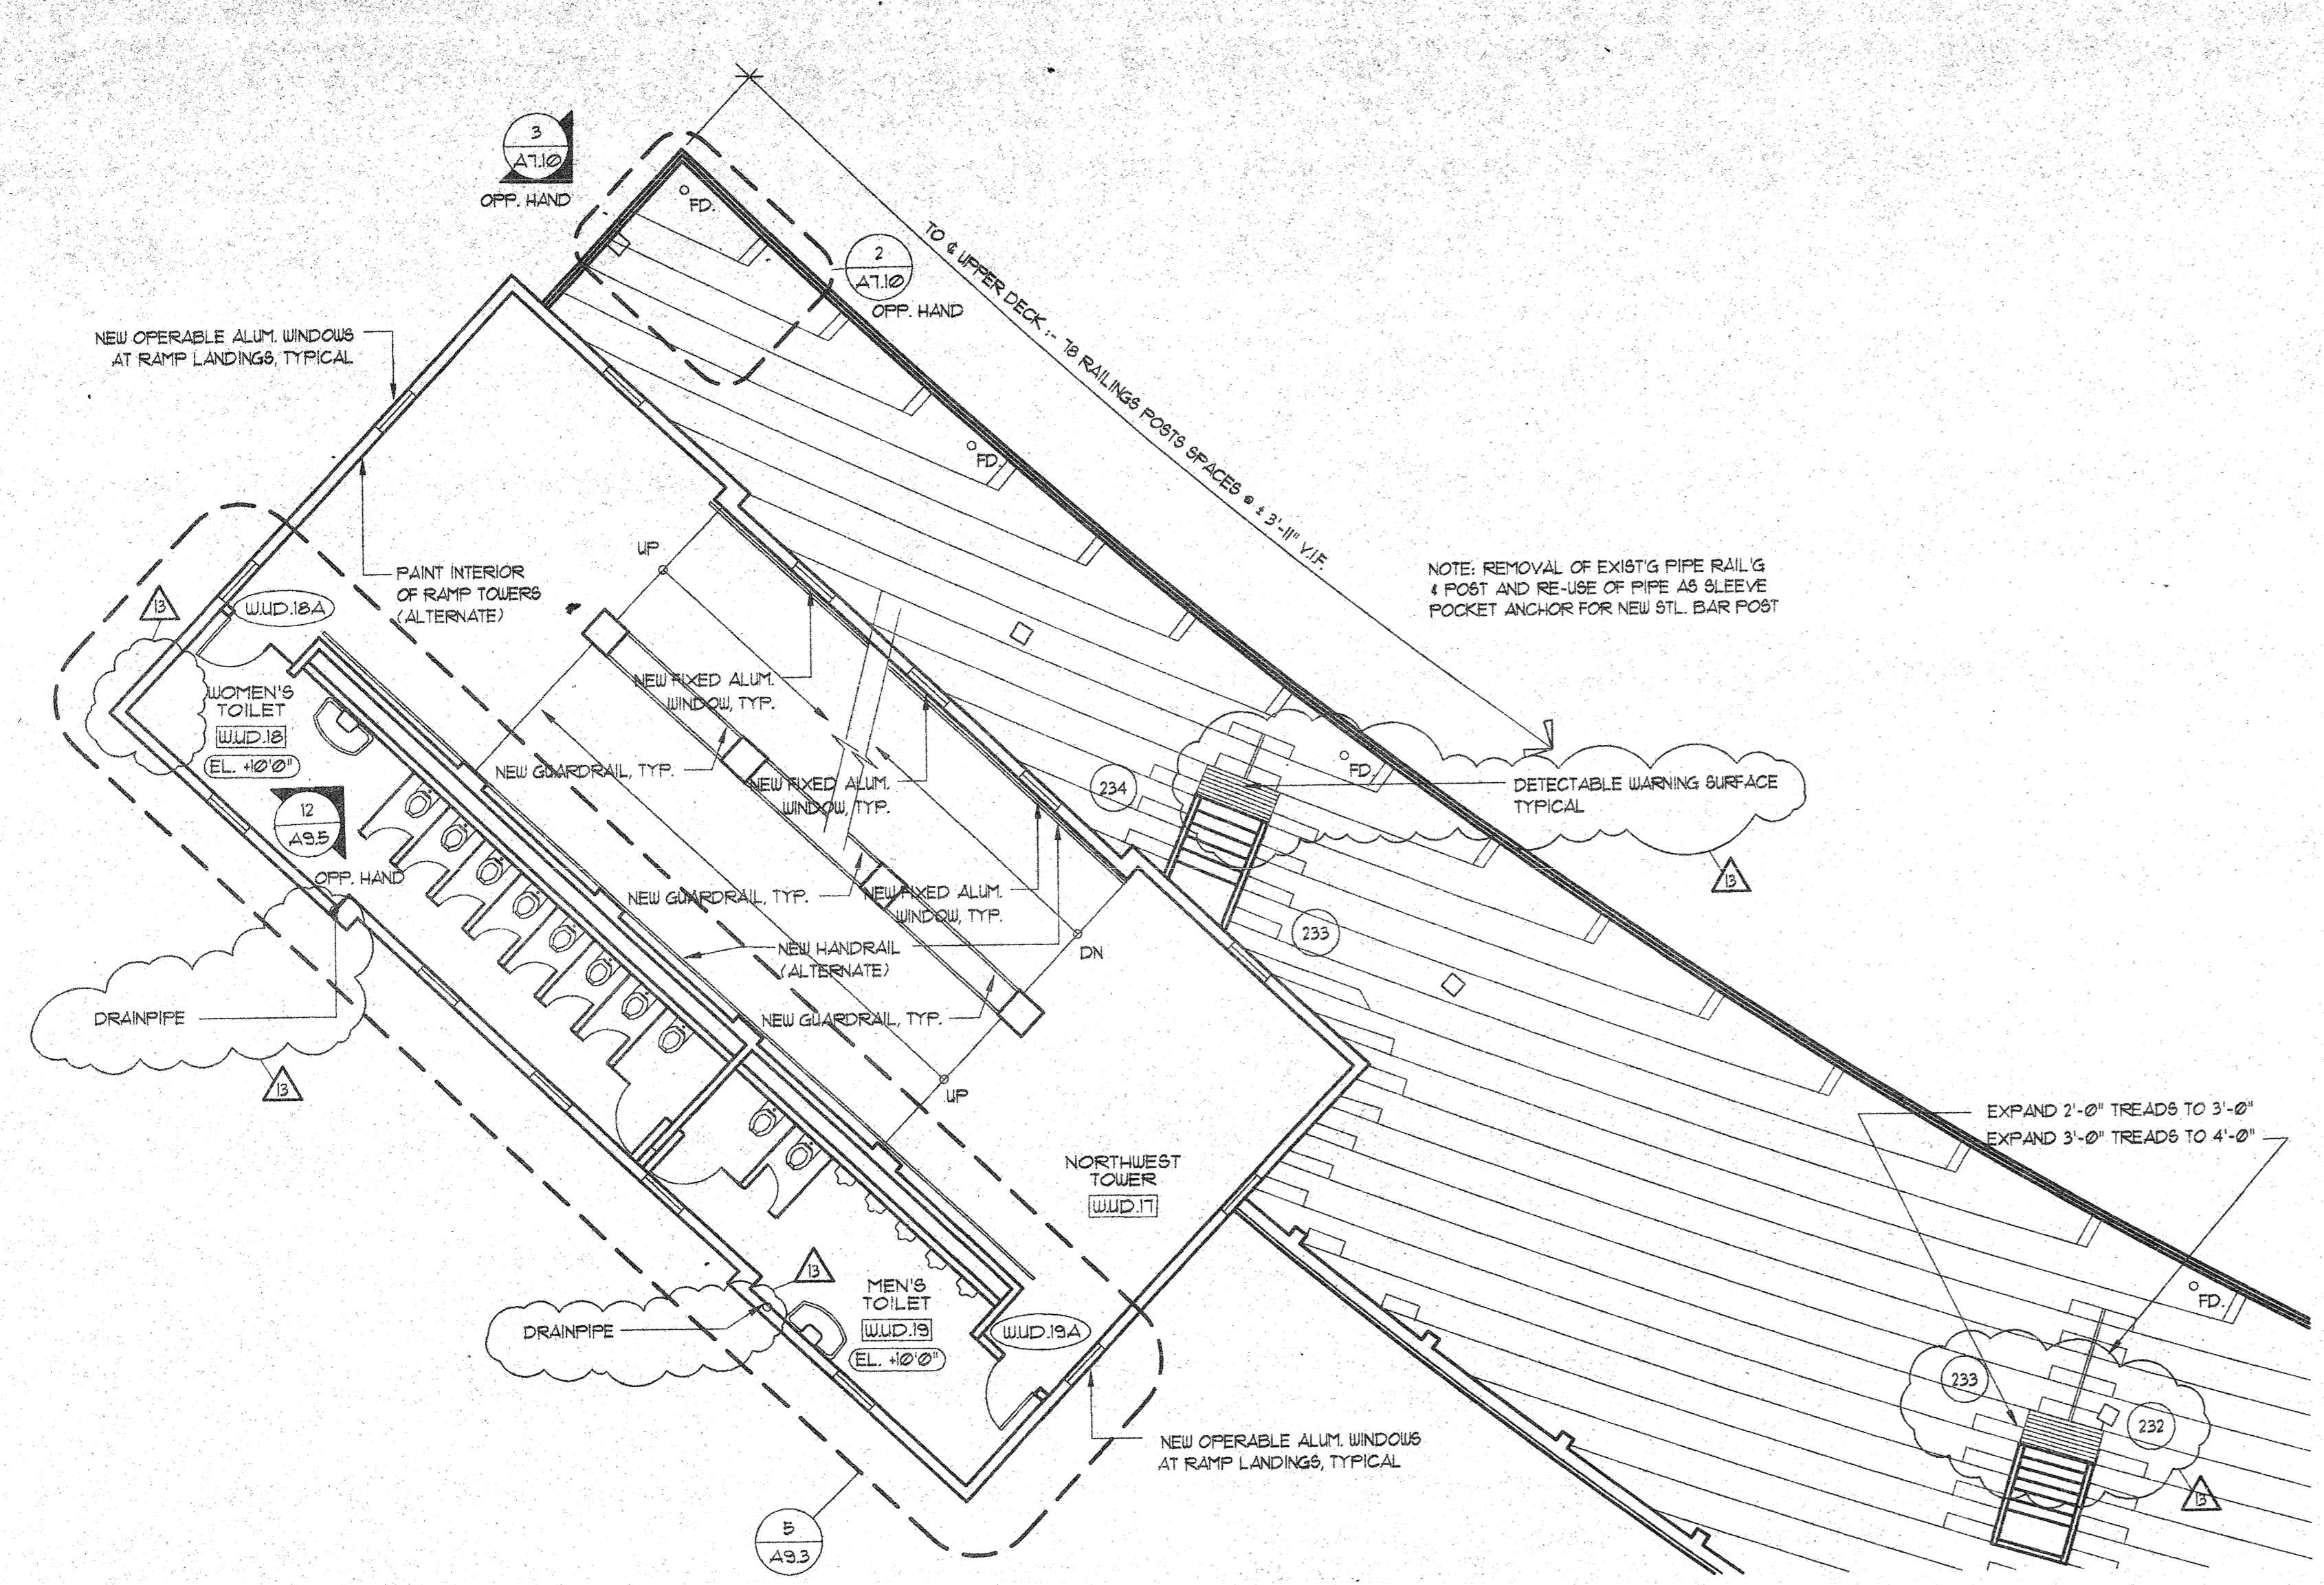 3
A7.10
OPP. HAND
FD.
2
A7.10
OPP. HAND
TO ℄ UPPER DECK :- 78 RAILINGS POSTS SPACES @ ± 3'-11" V.I.F.
NEW OPERABLE ALUM. WINDOWS
AT RAMP LANDINGS, TYPICAL
FD.
UP
PAINT INTERIOR
OF RAMP TOWERS
(ALTERNATE)
NOTE: REMOVAL OF EXIST'G PIPE RAIL'G
& POST AND RE-USE OF PIPE AS SLEEVE
POCKET ANCHOR FOR NEW STL. BAR POST
13
W.UD.18A
WOMEN'S
TOILET
W.UD.18
EL. +10'0"
NEW FIXED ALUM.
WINDOW, TYP.
NEW GUARDRAIL, TYP.
NEW FIXED ALUM.
WINDOW, TYP.
234
FD.
DETECTABLE WARNING SURFACE
TYPICAL
13
12
A9.5
OPP. HAND
NEW GUARDRAIL, TYP.
NEW FIXED ALUM.
WINDOW, TYP.
233
NEW HANDRAIL
(ALTERNATE)
DN
DRAINPIPE
13
NEW GUARDRAIL, TYP.
UP
EXPAND 2'-0" TREADS TO 3'-0"
EXPAND 3'-0" TREADS TO 4'-0"
NORTHWEST
TOWER
W.UD.17
13
MEN'S
TOILET
W.UD.19
EL. +10'0"
DRAINPIPE
W.UD.19A
FD.
233
232
13
NEW OPERABLE ALUM. WINDOWS
AT RAMP LANDINGS, TYPICAL
5
A9.3